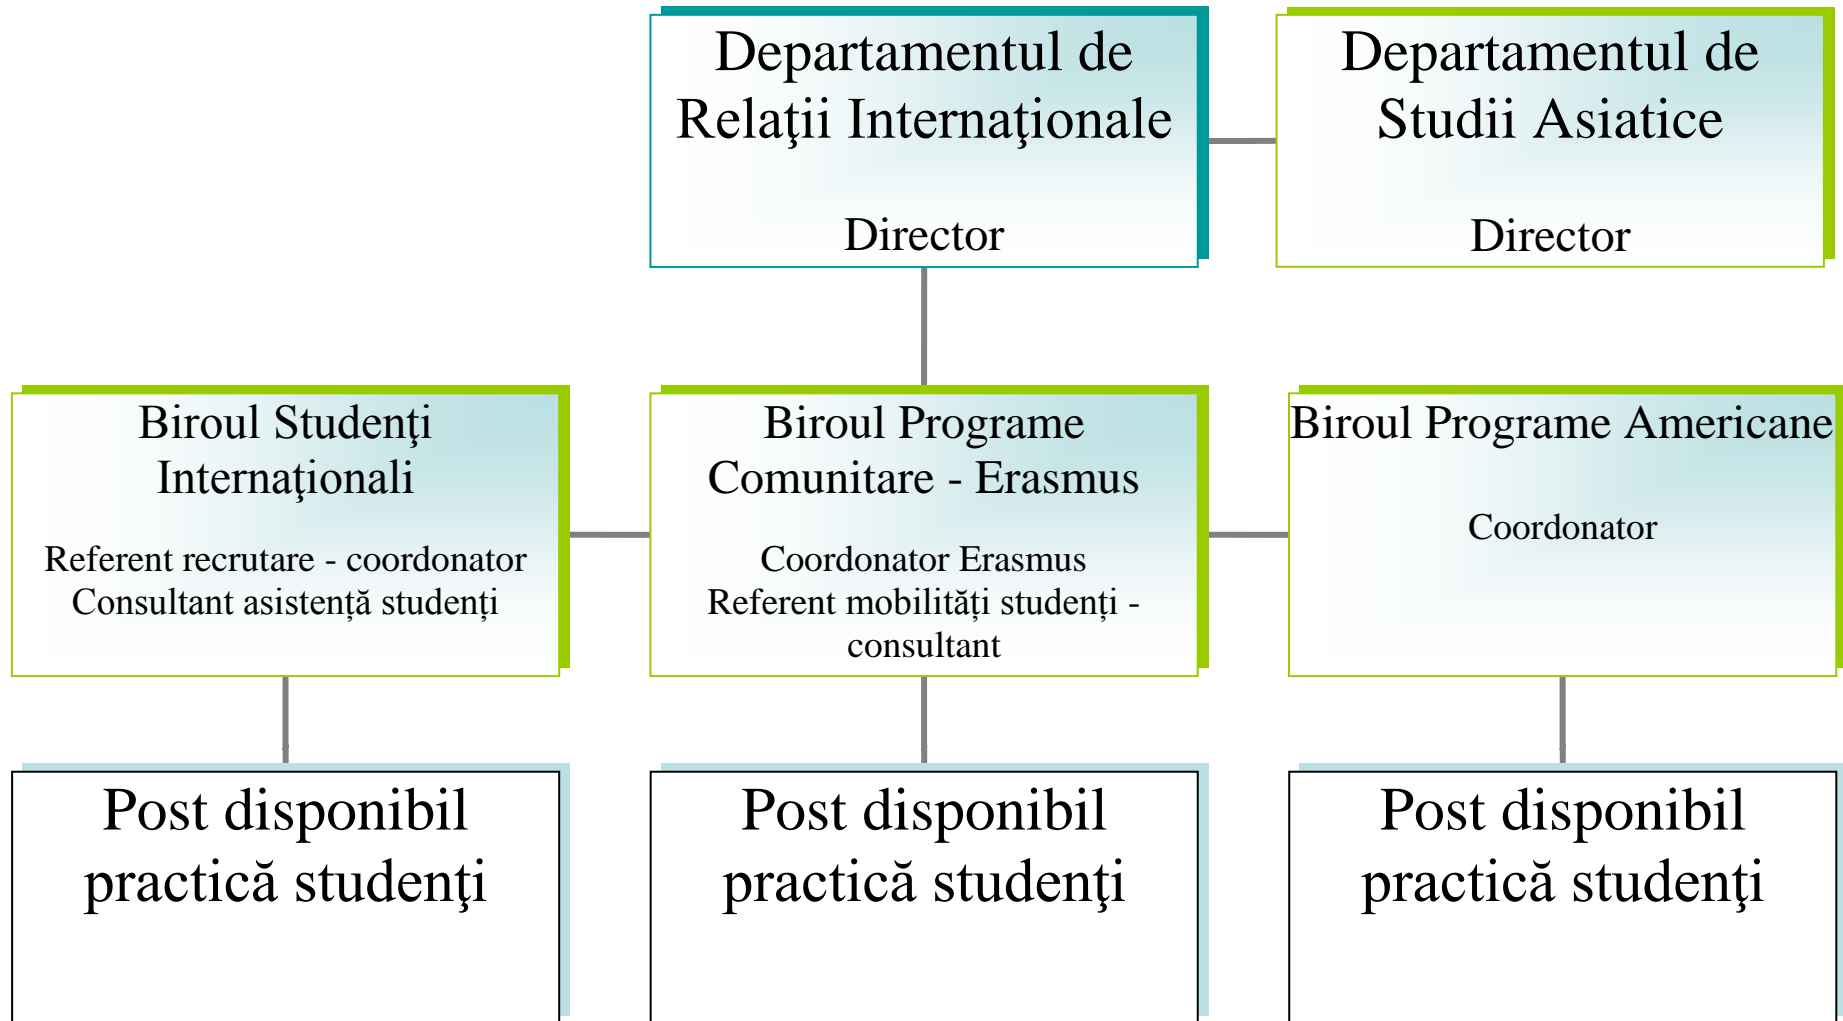 Departamentul de
Relaţii Internaţionale
Director
Departamentul de
Studii Asiatice
Director
Biroul Studenţi
Internaţionali
Referent recrutare - coordonator
Consultant asistență studenți
Biroul Programe
Comunitare - Erasmus
Coordonator Erasmus
Referent mobilități studenți -
consultant
Biroul Programe Americane
Coordonator
Post disponibil
practică studenţi
Post disponibil
practică studenţi
Post disponibil
practică studenţi